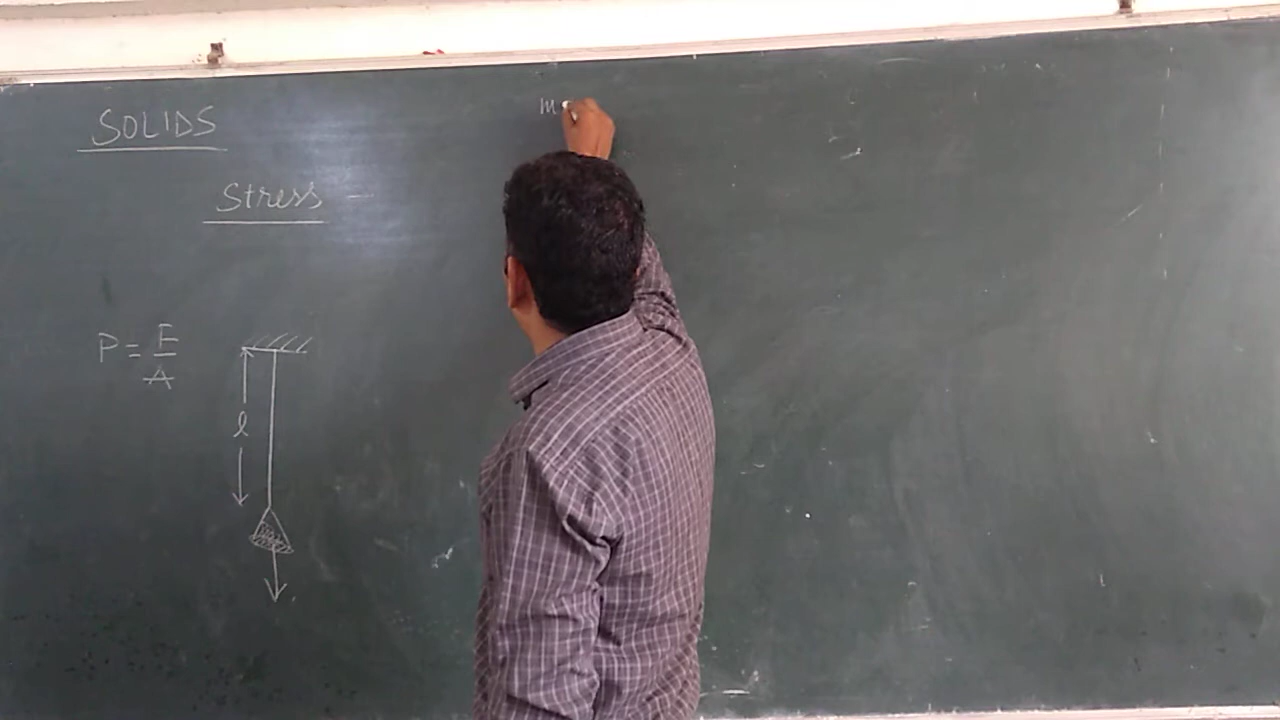 SOLIDS
m
Stress –
P = F
A
l